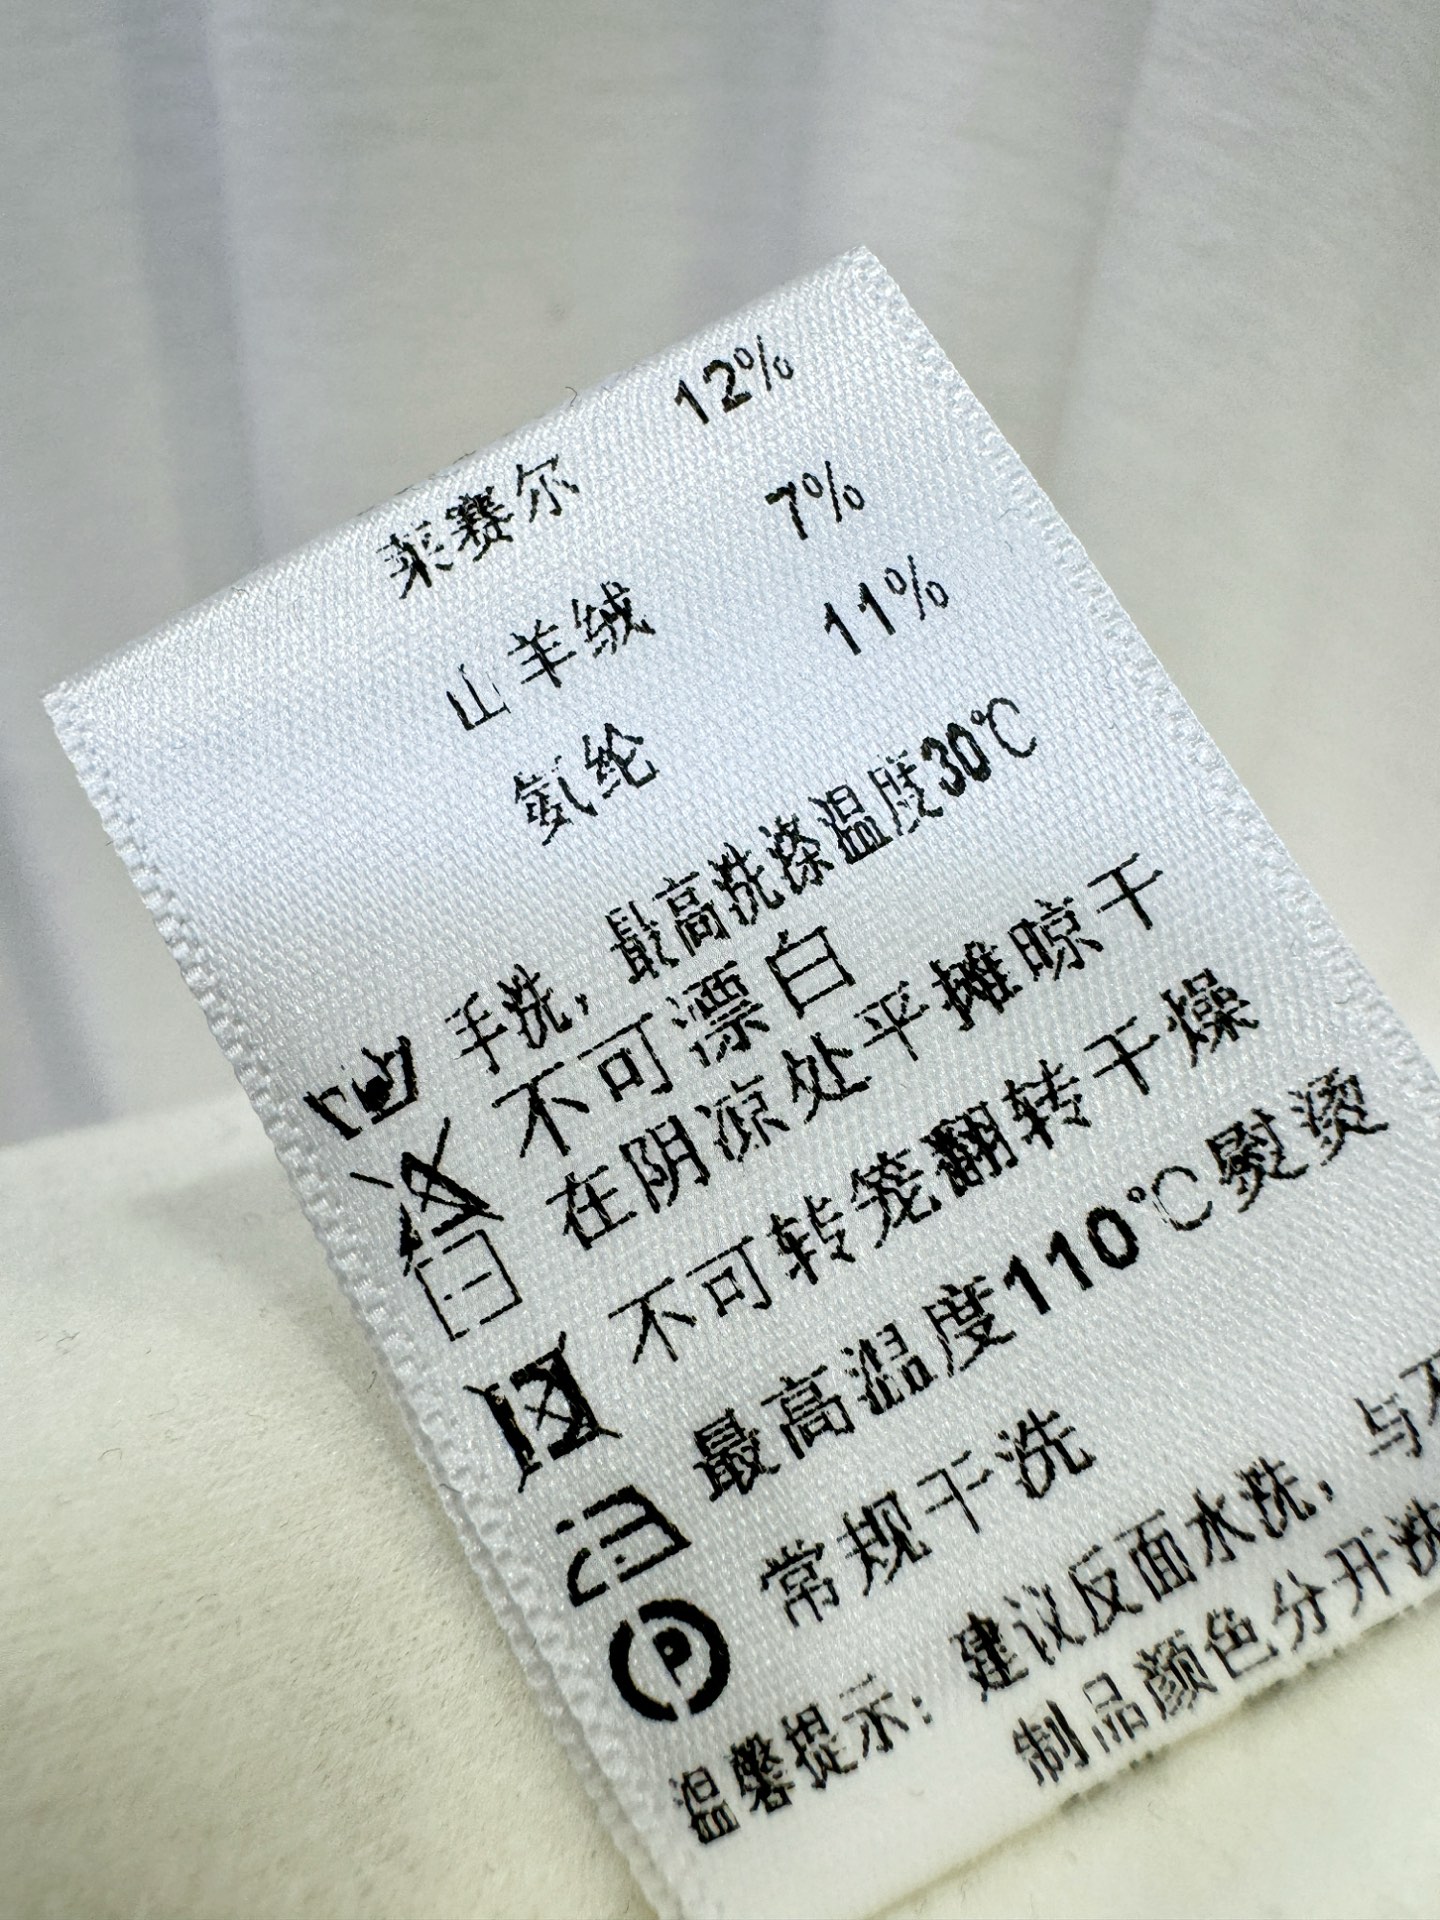 莱赛尔 12%
山羊绒 7%
氨纶 11%
手洗，最高洗涤温度30℃
不可漂白
在阴凉处平摊晾干
不可转笼翻转干燥
最高温度110℃熨烫
常规干洗
P
温馨提示：建议反面水洗，与不
制品颜色分开洗